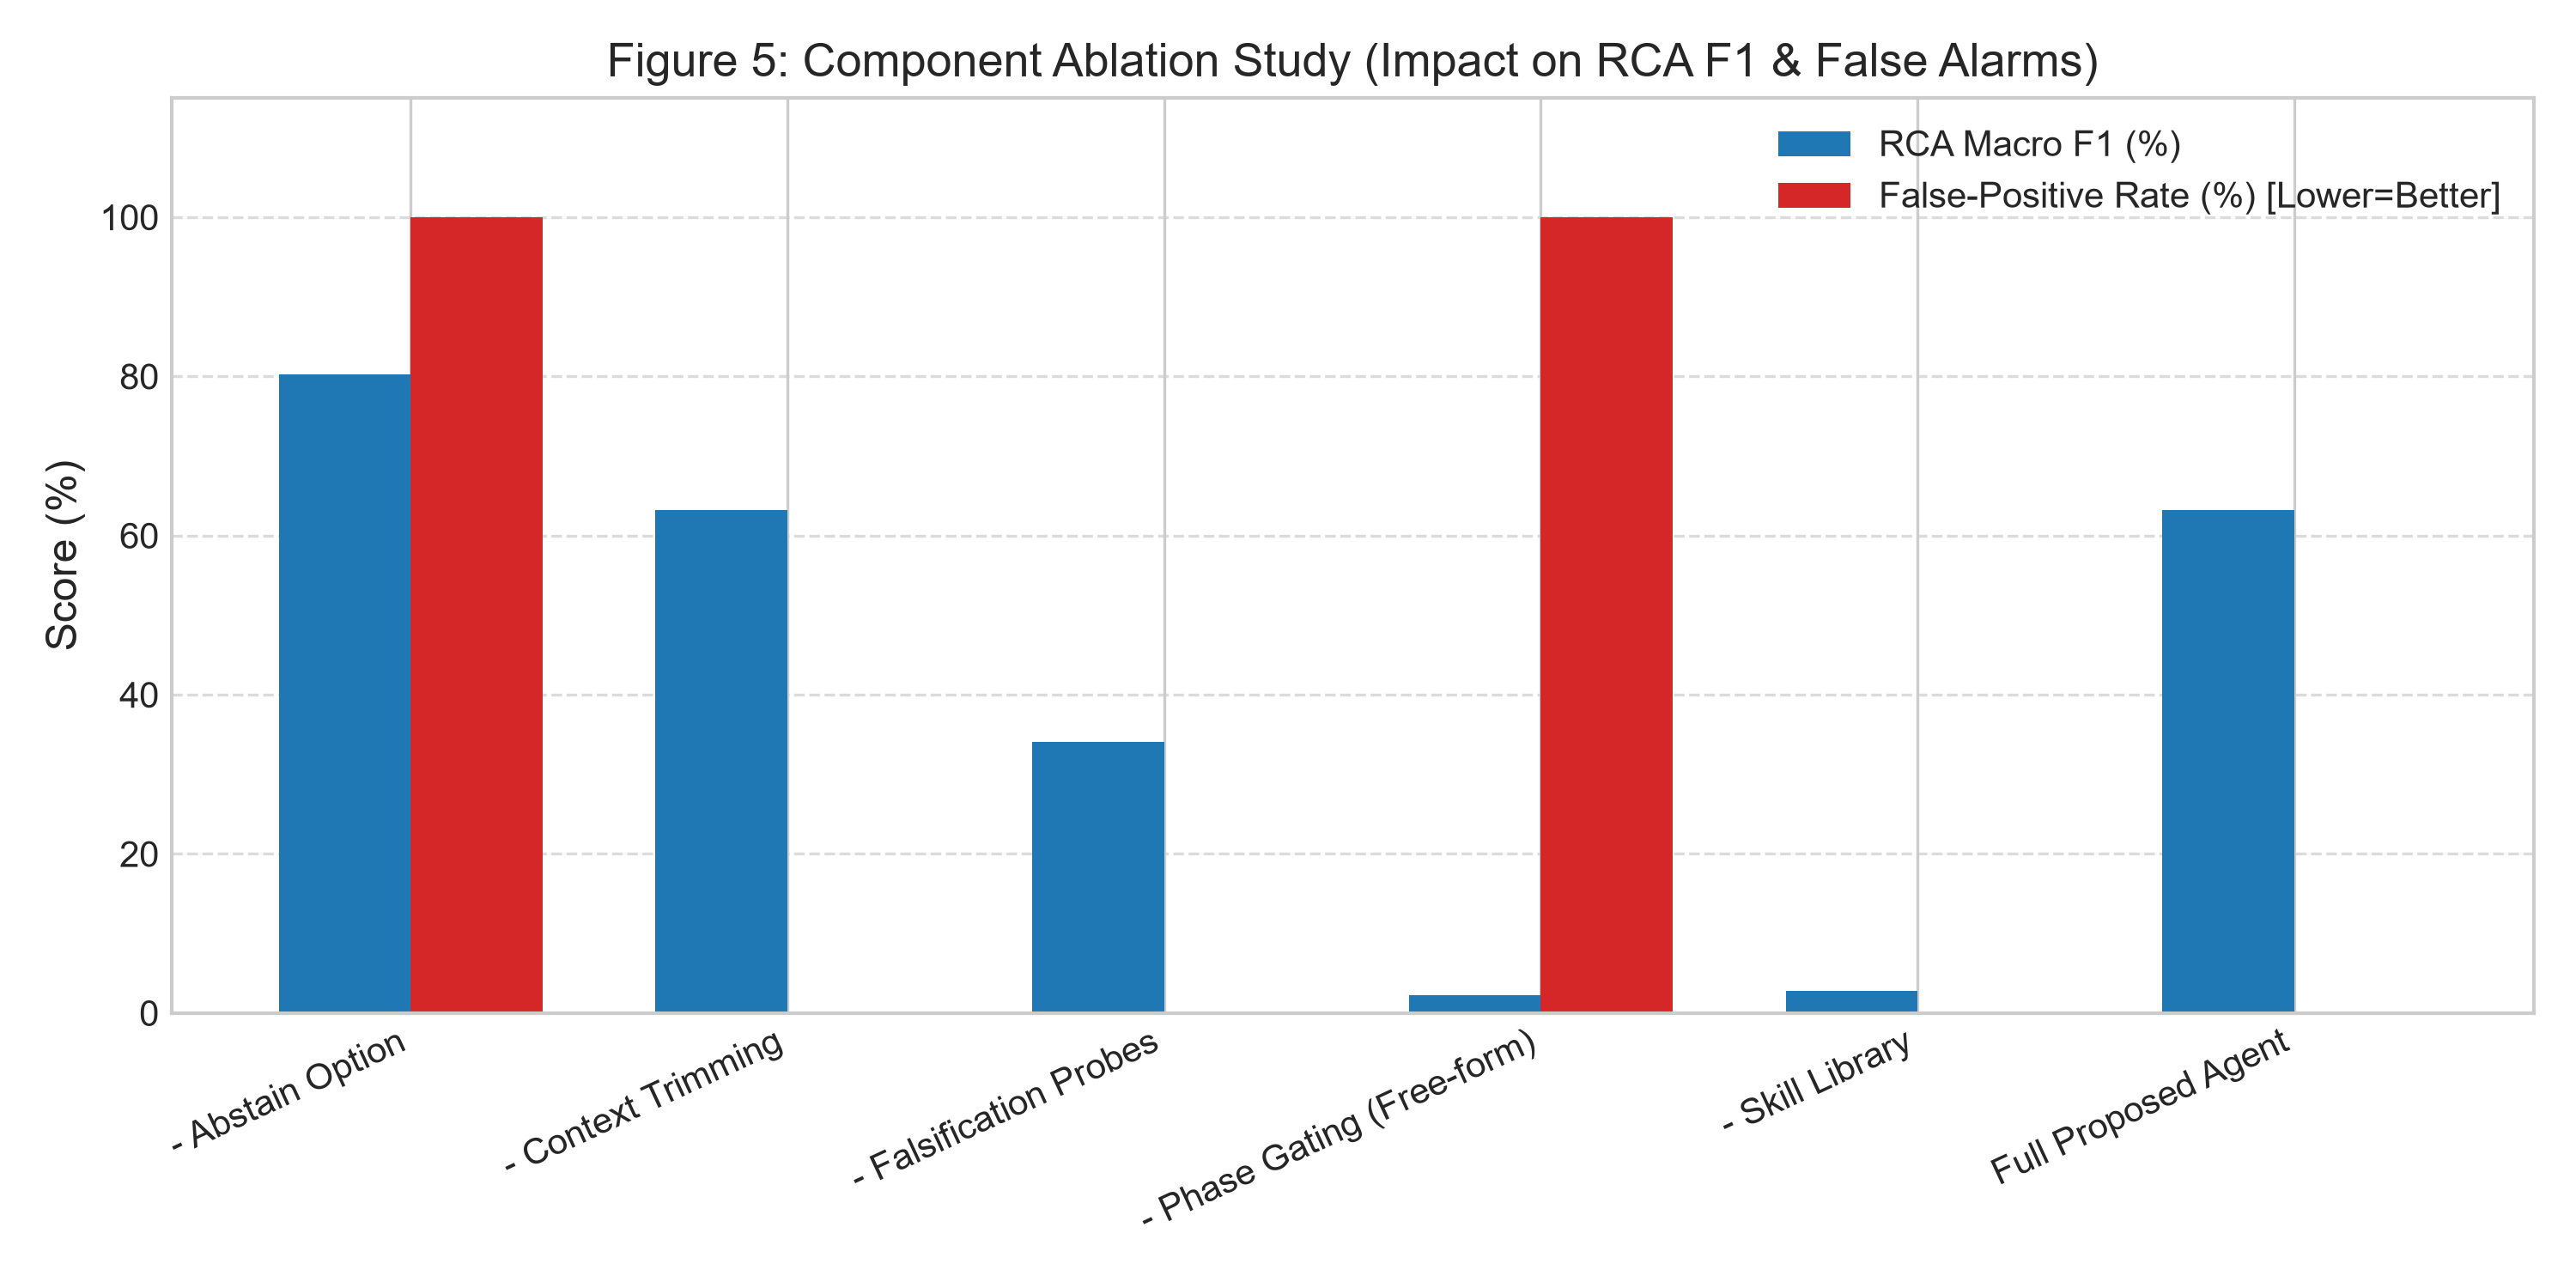 Figure 5: Component Ablation Study (Impact on RCA F1 & False Alarms)
RCA Macro F1 (%)
False-Positive Rate (%) [Lower=Better]
Score (%)
100
80
60
40
20
0
- Abstain Option
- Context Trimming
- Falsification Probes
- Phase Gating (Free-form)
- Skill Library
Full Proposed Agent